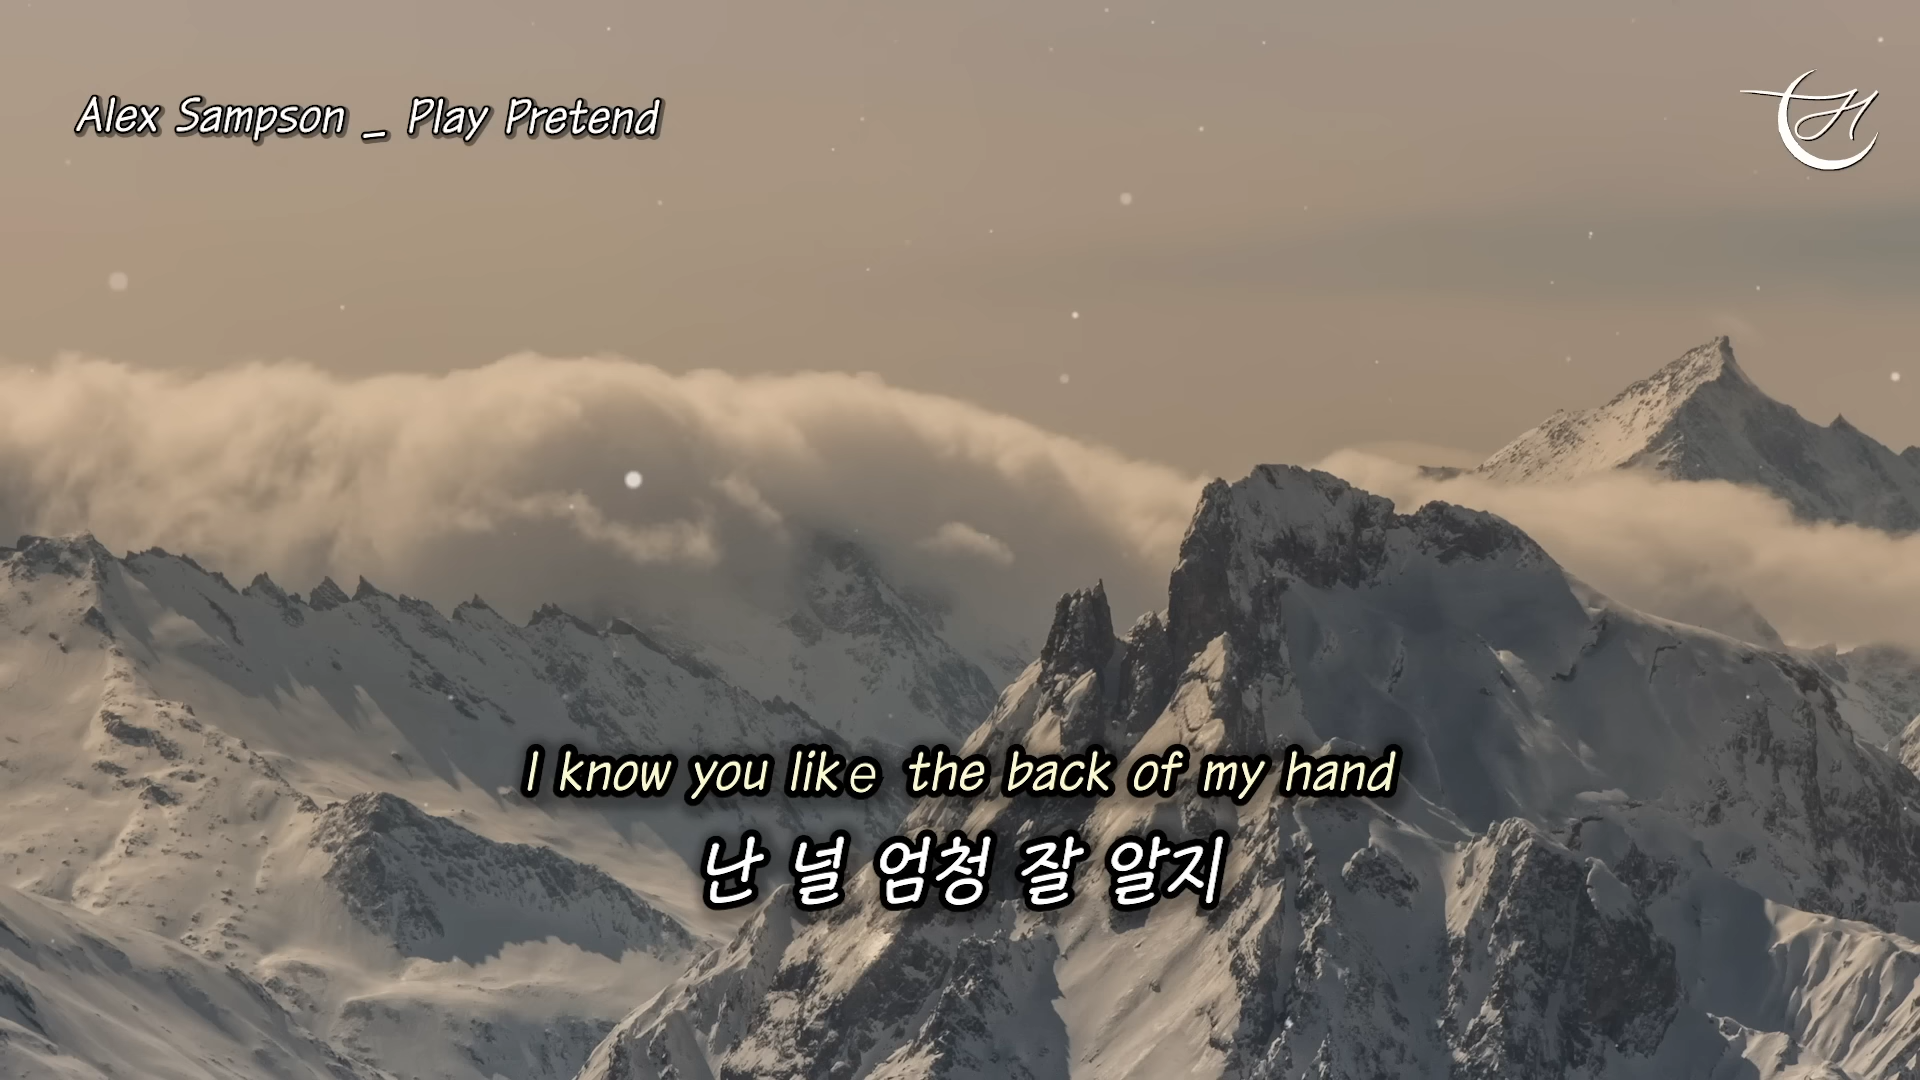 Alex Sampson _ Play Pretend
I know you like the back of my hand
난 널 엄청 잘 알지